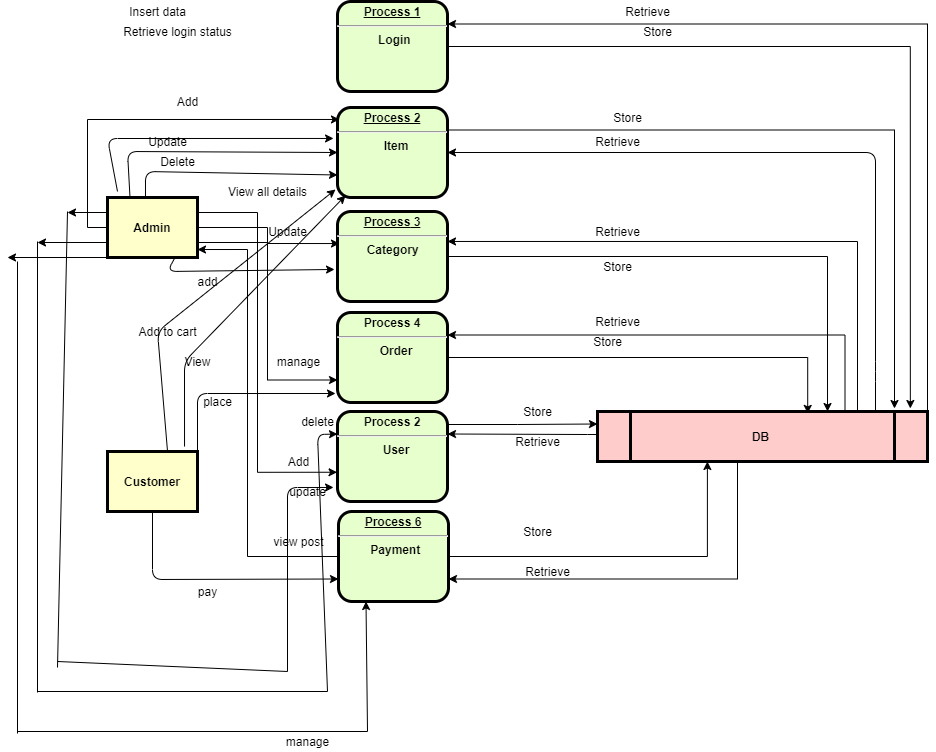 Insert data
Process 1
Retrieve
Retrieve login status
Login
Store
Add
Process 2
Store
Update
Item
Retrieve
Delete
View all details
Admin
Update
Process 3
Retrieve
Category
Store
add
Add to cart
Process 4
Retrieve
View
manage
Order
Store
place
delete
Process 2
Store
DB
Retrieve
Add
User
Customer
update
Process 6
view post
Payment
Store
Retrieve
pay
manage